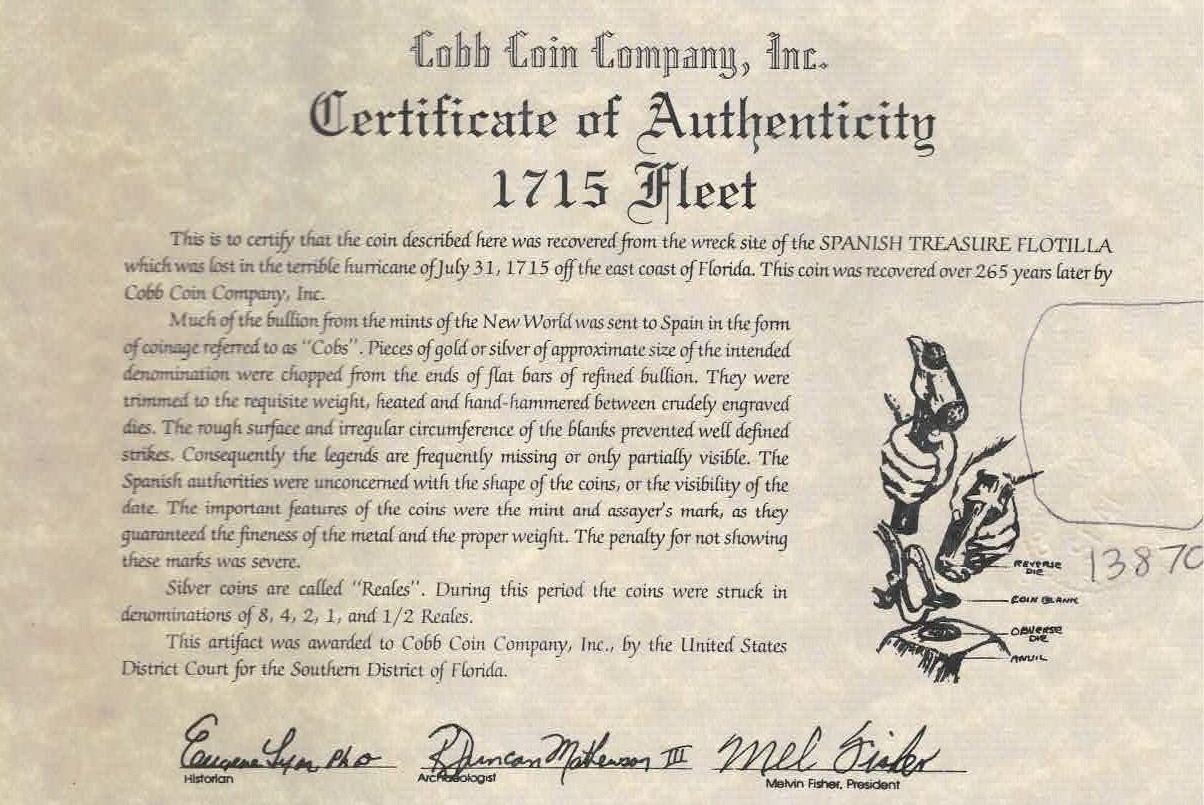 Cobb Coin Company, Inc.
Certificate of Authenticity
1715 Fleet
This is to certify that the coin described here was recovered from the wreck site of the SPANISH TREASURE FLOTILLA
which was lost in the terrible hurricane of July 31, 1715 off the east coast of Florida. This coin was recovered over 265 years later by
Cobb Coin Company, Inc.
Much of the bullion from the mints of the New World was sent to Spain in the form
of coinage referred to as "Cobs". Pieces of gold or silver of approximate size of the intended
denomination were chopped from the ends of flat bars of refined bullion. They were
trimmed to the requisite weight, heated and hand-hammered between crudely engraved
dies. The rough surface and irregular circumference of the blanks prevented well defined
strikes. Consequently the legends are frequently missing or only partially visible. The
Spanish authorities were unconcerned with the shape of the coins, or the visibility of the
date. The important features of the coins were the mint and assayer's mark, as they
guaranteed the fineness of the metal and the proper weight. The penalty for not showing
these marks was severe.
Silver coins are called "Reales". During this period the coins were struck in
denominations of 8, 4, 2, 1, and 1/2 Reales.
This artifact was awarded to Cobb Coin Company, Inc., by the United States
District Court for the Southern District of Florida.
REVERSE
DIE
COIN BLANK
OBVERSE
DIE
ANVIL
13870
Eugene Lyon PhD
Historian
R Duncan Mathewson III
Archaeologist
Mel Fisher
Melvin Fisher, President